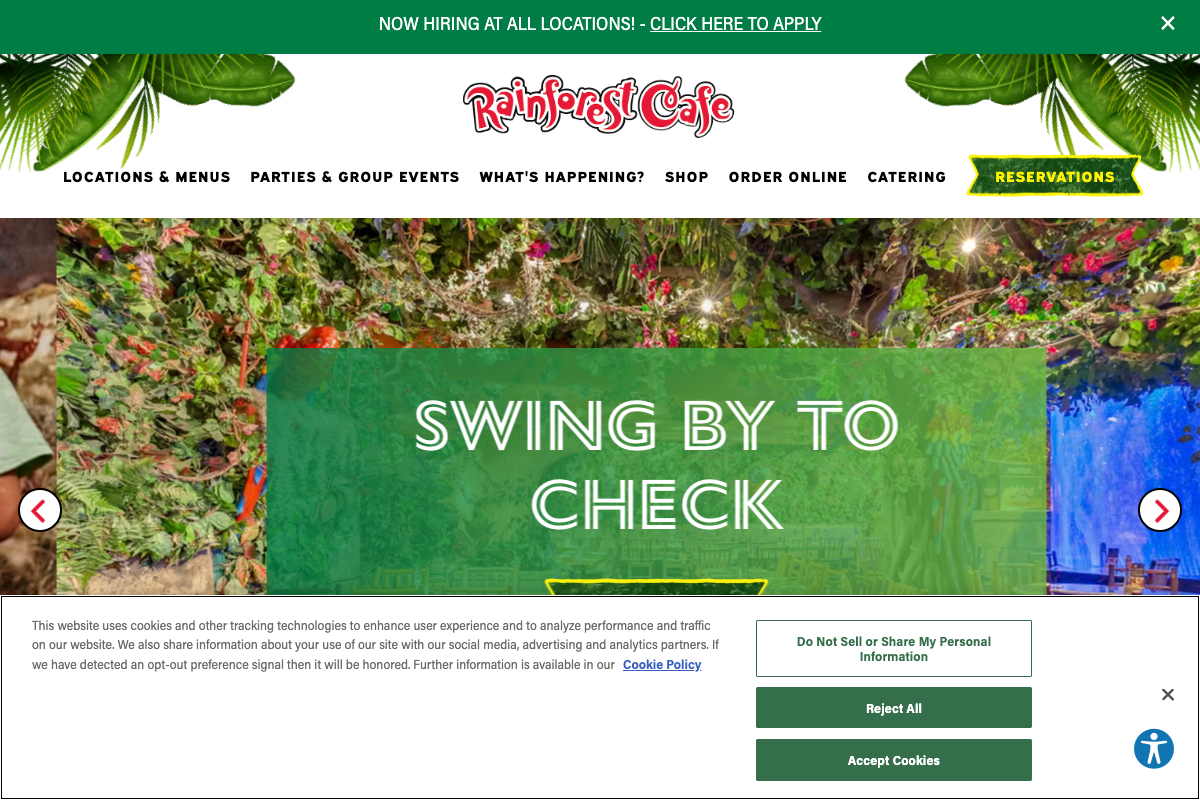 NOW HIRING AT ALL LOCATIONS! - CLICK HERE TO APPLY
Rainforest Cafe
LOCATIONS & MENUS PARTIES & GROUP EVENTS WHAT'S HAPPENING? SHOP ORDER ONLINE CATERING RESERVATIONS
SWING BY TO
CHECK
This website uses cookies and other tracking technologies to enhance user experience and to analyze performance and traffic
on our website. We also share information about your use of our site with our social media, advertising and analytics partners. If
we have detected an opt-out preference signal then it will be honored. Further information is available in our Cookie Policy
Do Not Sell or Share My Personal
Information
Reject All
Accept Cookies